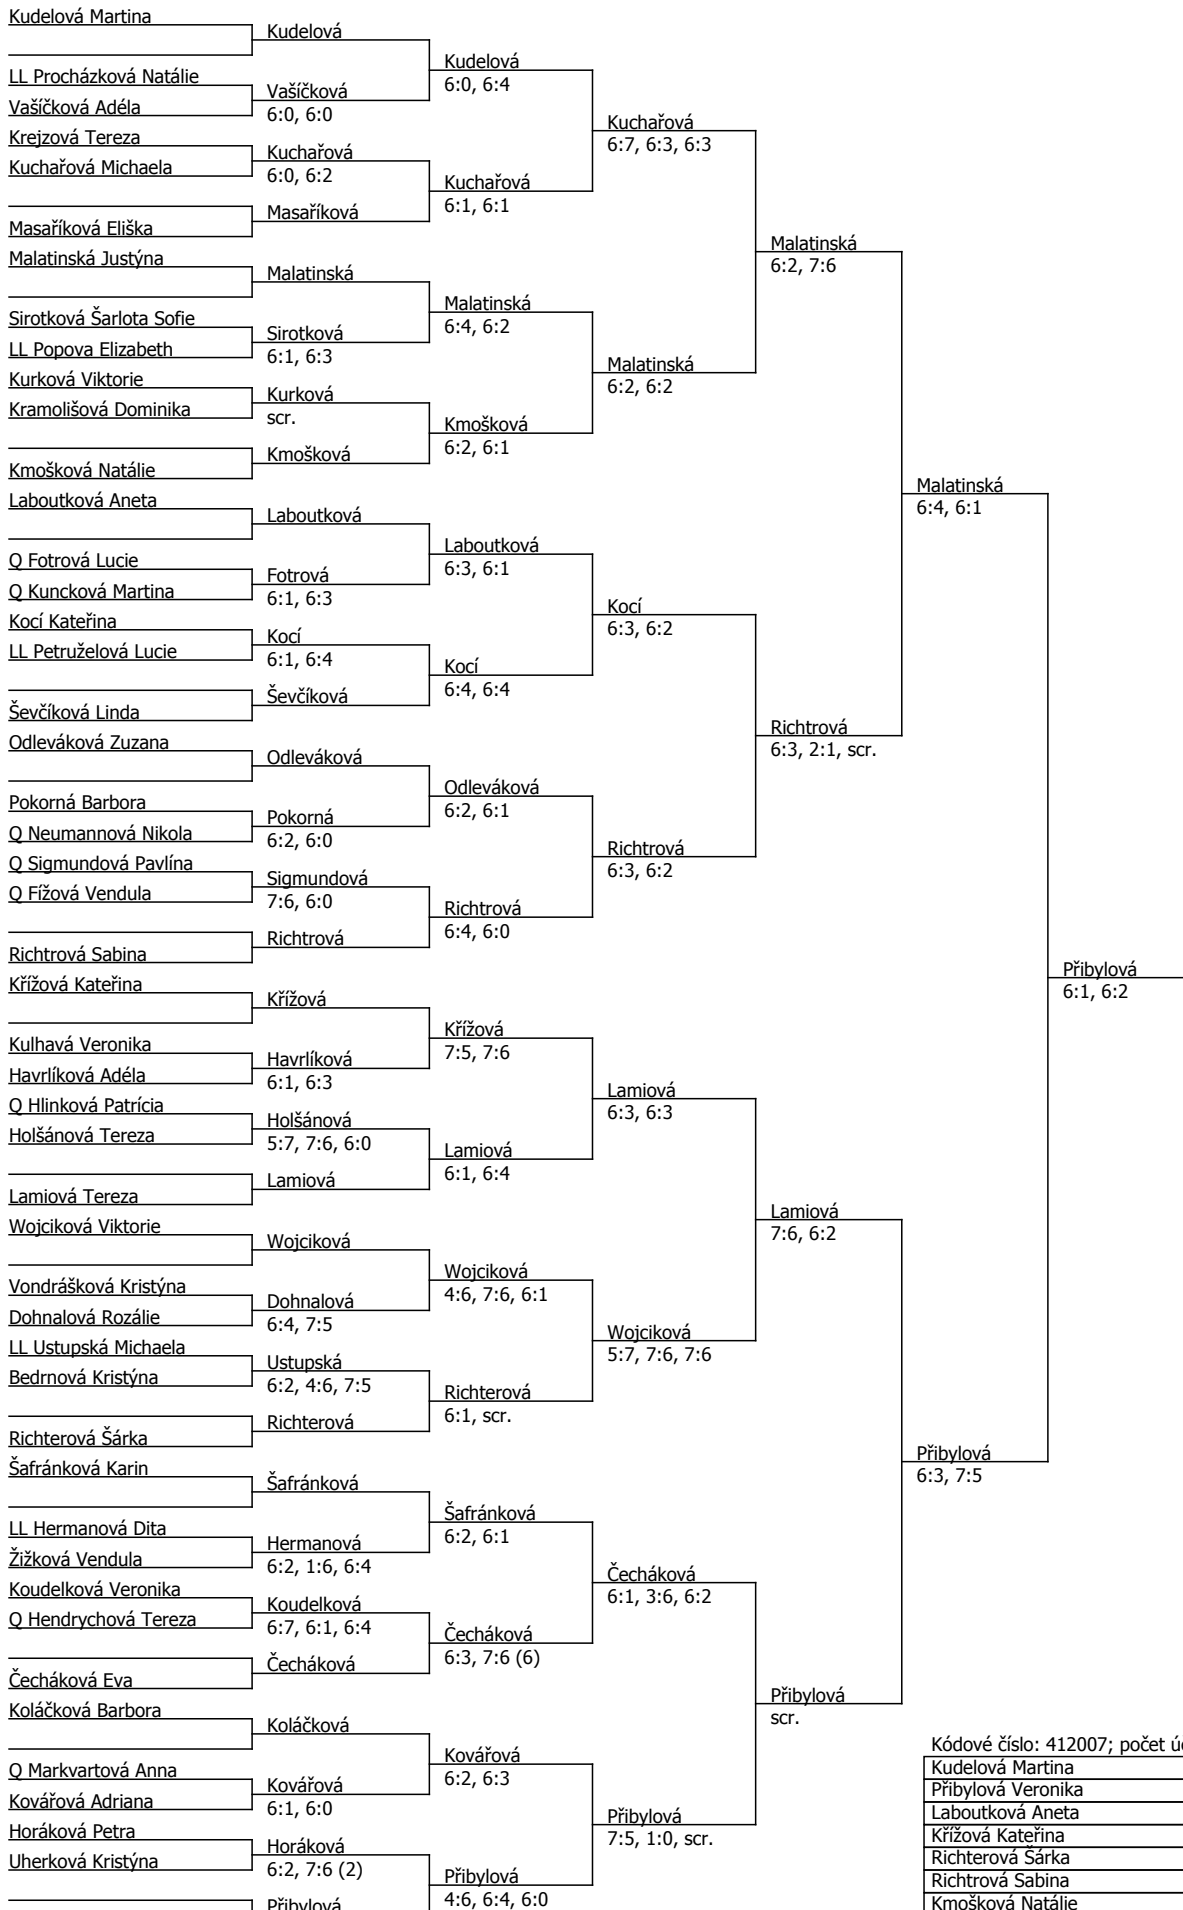 Kudelová Martina
LL Procházková Natálie
Vašíčková Adéla
Krejzová Tereza
Kuchařová Michaela
Masaříková Eliška
Malatinská Justýna
Sirotková Šarlota Sofie
LL Popova Elizabeth
Kurková Viktorie
Kramolišová Dominika
Kmošková Natálie
Laboutková Aneta
Q Fotrová Lucie
Q Kuncková Martina
Kocí Kateřina
LL Petruželová Lucie
Ševčíková Linda
Odleváková Zuzana
Pokorná Barbora
Q Neumannová Nikola
Q Sigmundová Pavlína
Q Fížová Vendula
Richtrová Sabina
Křížová Kateřina
Kulhavá Veronika
Havrlíková Adéla
Q Hlinková Patrícia
Holšánová Tereza
Lamiová Tereza
Wojciková Viktorie
Vondrášková Kristýna
Dohnalová Rozálie
LL Ustupská Michaela
Bedrnová Kristýna
Richterová Šárka
Šafránková Karin
LL Hermanová Dita
Žižková Vendula
Koudelková Veronika
Q Hendrychová Tereza
Čecháková Eva
Koláčková Barbora
Q Markvartová Anna
Kovářová Adriana
Horáková Petra
Uherková Kristýna
Kudelová
Vašíčková
6:0, 6:0
Kuchařová
6:0, 6:2
Masaříková
Malatinská
Sirotková
6:1, 6:3
Kurková
scr.
Kmošková
Laboutková
Fotrová
6:1, 6:3
Kocí
6:1, 6:4
Ševčíková
Odleváková
Pokorná
6:2, 6:0
Sigmundová
7:6, 6:0
Richtrová
Křížová
Havrlíková
6:1, 6:3
Holšánová
5:7, 7:6, 6:0
Lamiová
Wojciková
Dohnalová
6:4, 7:5
Ustupská
6:2, 4:6, 7:5
Richterová
Šafránková
Hermanová
6:2, 1:6, 6:4
Koudelková
6:7, 6:1, 6:4
Čecháková
Koláčková
Kovářová
6:1, 6:0
Horáková
6:2, 7:6 (2)
Přibylová
Kudelová
6:0, 6:4
Kuchařová
6:1, 6:1
Malatinská
6:4, 6:2
Kmošková
6:2, 6:1
Laboutková
6:3, 6:1
Kocí
6:4, 6:4
Odleváková
6:2, 6:1
Richtrová
6:4, 6:0
Křížová
7:5, 7:6
Lamiová
6:1, 6:4
Wojciková
4:6, 7:6, 6:1
Richterová
6:1, scr.
Šafránková
6:2, 6:1
Čecháková
6:3, 7:6 (6)
Kovářová
6:2, 6:3
Přibylová
4:6, 6:4, 6:0
Kuchařová
6:7, 6:3, 6:3
Malatinská
6:2, 6:2
Kocí
6:3, 6:2
Richtrová
6:3, 6:2
Lamiová
6:3, 6:3
Wojciková
5:7, 7:6, 7:6
Čecháková
6:1, 3:6, 6:2
Přibylová
7:5, 1:0, scr.
Malatinská
6:2, 7:6
Richtrová
6:3, 2:1, scr.
Lamiová
7:6, 6:2
Přibylová
scr.
Malatinská
6:4, 6:1
Přibylová
6:3, 7:5
Přibylová
6:1, 6:2
Kódové číslo: 412007; počet
Kudelová Martina
Přibylová Veronika
Laboutková Aneta
Křížová Kateřina
Richterová Šárka
Richtrová Sabina
Kmošková Natálie